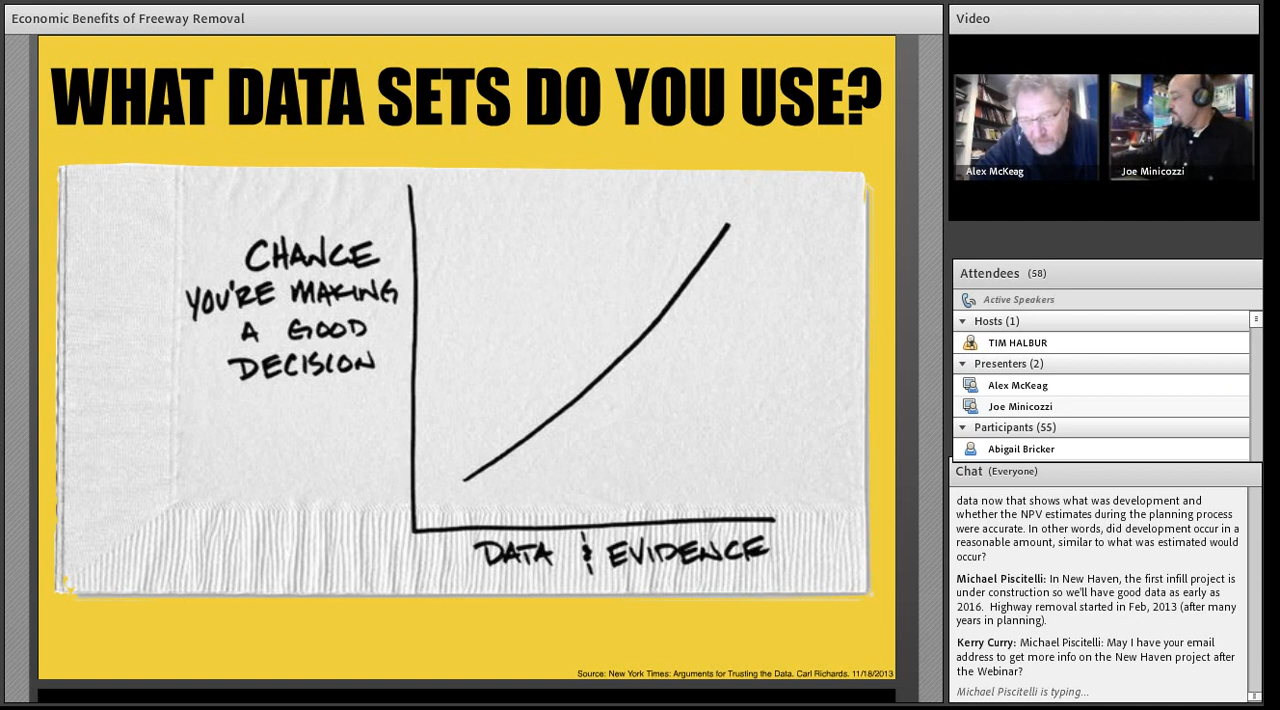 Economic Benefits of Freeway Removal
WHAT DATA SETS DO YOU USE?
CHANCE
YOU'RE MAKING
A GOOD
DECISION
DATA & EVIDENCE
Source: New York Times: Arguments for Trusting the Data. Carl Richards. 11/18/2013
Video
Alex McKeag
Joe Minicozzi
Attendees (58)
Active Speakers
Hosts (1)
TIM HALBUR
Presenters (2)
Alex McKeag
Joe Minicozzi
Participants (55)
Abigail Bricker
Chat (Everyone)
data now that shows what was development and
whether the NPV estimates during the planning process
were accurate. In other words, did development occur in a
reasonable amount, similar to what was estimated would
occur?
Michael Piscitelli: In New Haven, the first infill project is
under construction so we'll have good data as early as
2016. Highway removal started in Feb, 2013 (after many
years in planning).
Kerry Curry: Michael Piscitelli: May I have your email
address to get more info on the New Haven project after
the Webinar?
Michael Piscitelli is typing...